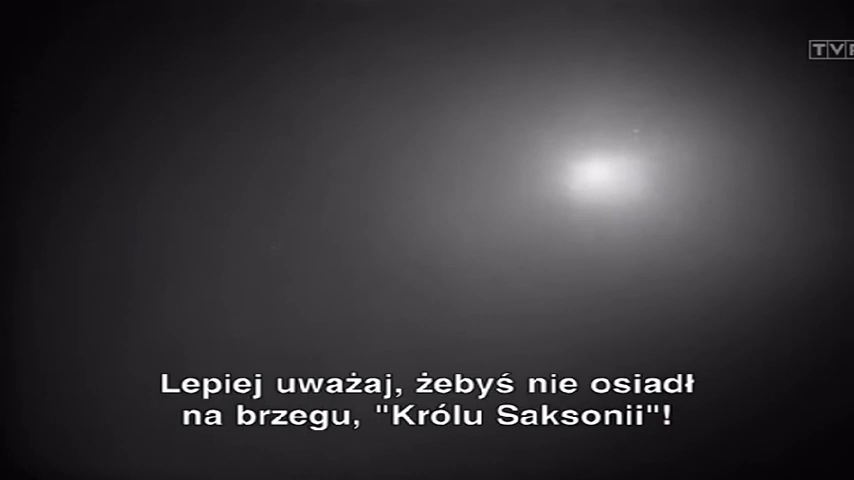 TVP
Lepiej uważaj, żebyś nie osiadł
na brzegu, "Królu Saksonii"!